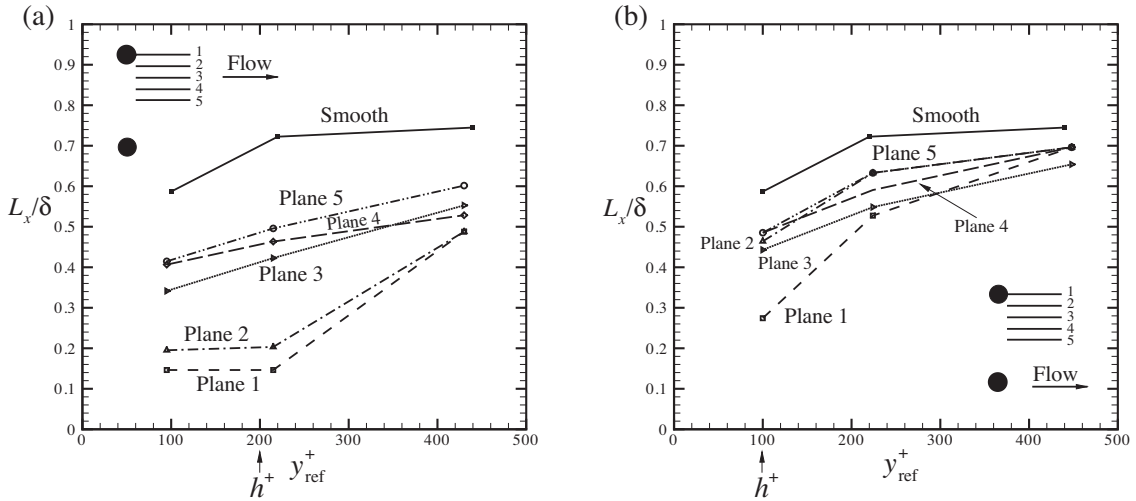 (a)
1
0.9
0.8
0.7
0.6
0.5
0.4
0.3
0.2
0.1
0
L_x/δ
1
2
3
4
5
Flow
Smooth
Plane 5
Plane 4
Plane 3
Plane 2
Plane 1
0 100 200 300 400 500
y⁺_ref
h⁺
(b)
1
0.9
0.8
0.7
0.6
0.5
0.4
0.3
0.2
0.1
0
L_x/δ
Smooth
Plane 5
Plane 4
Plane 2
Plane 3
Plane 1
1
2
3
4
5
Flow
0 100 200 300 400 500
y⁺_ref
h⁺